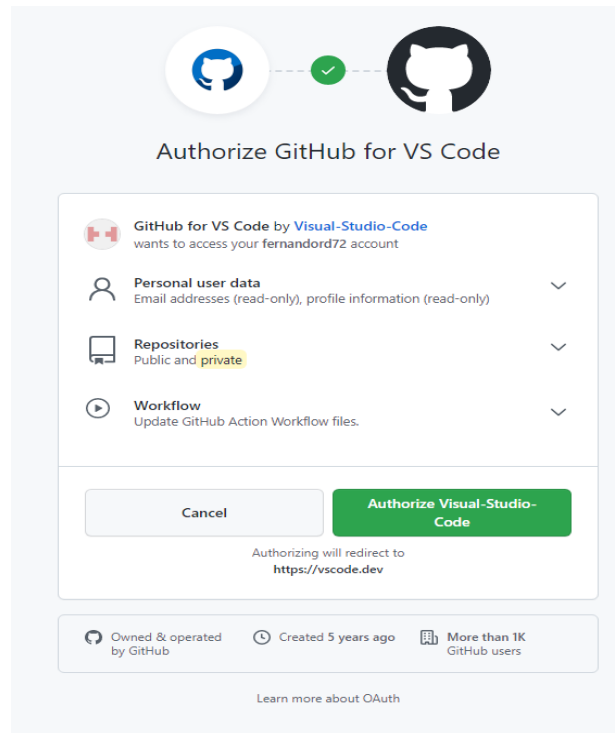 Authorize GitHub for VS Code
GitHub for VS Code by Visual-Studio-Code
wants to access your fernandord72 account
Personal user data
Email addresses (read-only), profile information (read-only)
Repositories
Public and private
Workflow
Update GitHub Action Workflow files.
Cancel
Authorize Visual-Studio-
Code
Authorizing will redirect to
https://vscode.dev
Owned & operated
by GitHub
Created 5 years ago
More than 1K
GitHub users
Learn more about OAuth